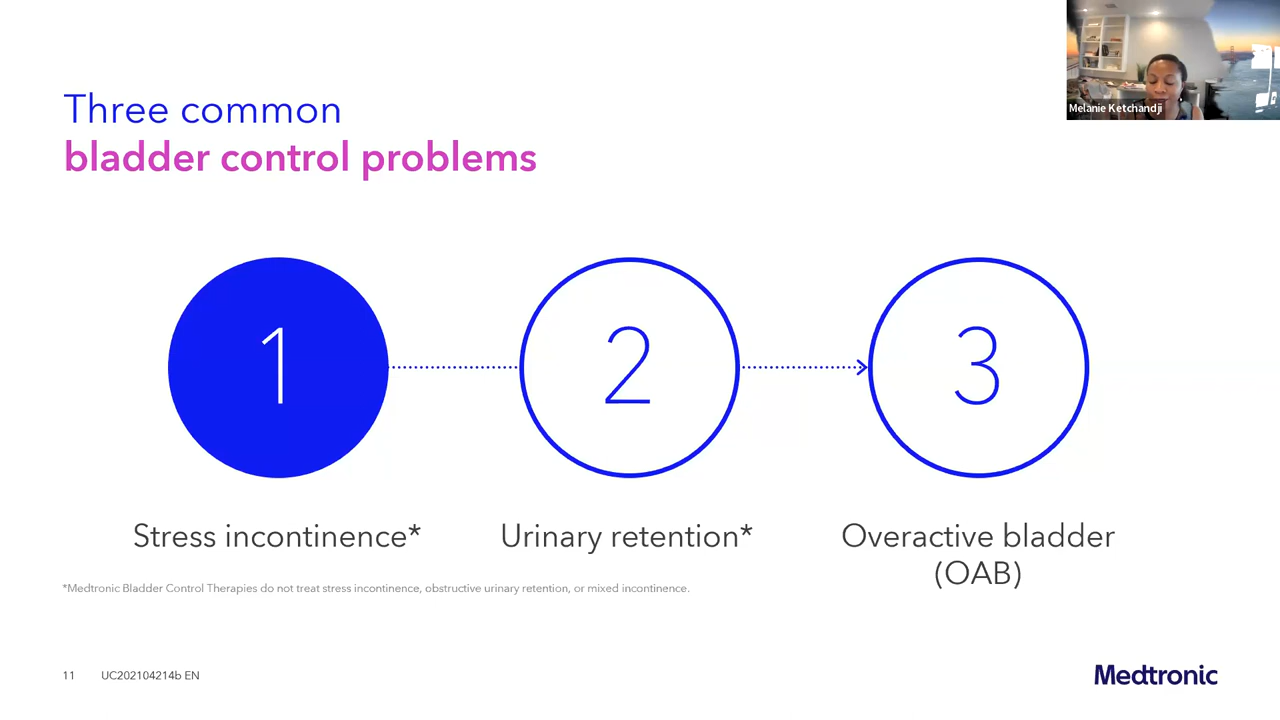 Melanie Ketchandji
Three common
bladder control problems
1
2
3
Stress incontinence*
Urinary retention*
Overactive bladder
(OAB)
*Medtronic Bladder Control Therapies do not treat stress incontinence, obstructive urinary retention, or mixed incontinence.
11
UC202104214b EN
Medtronic